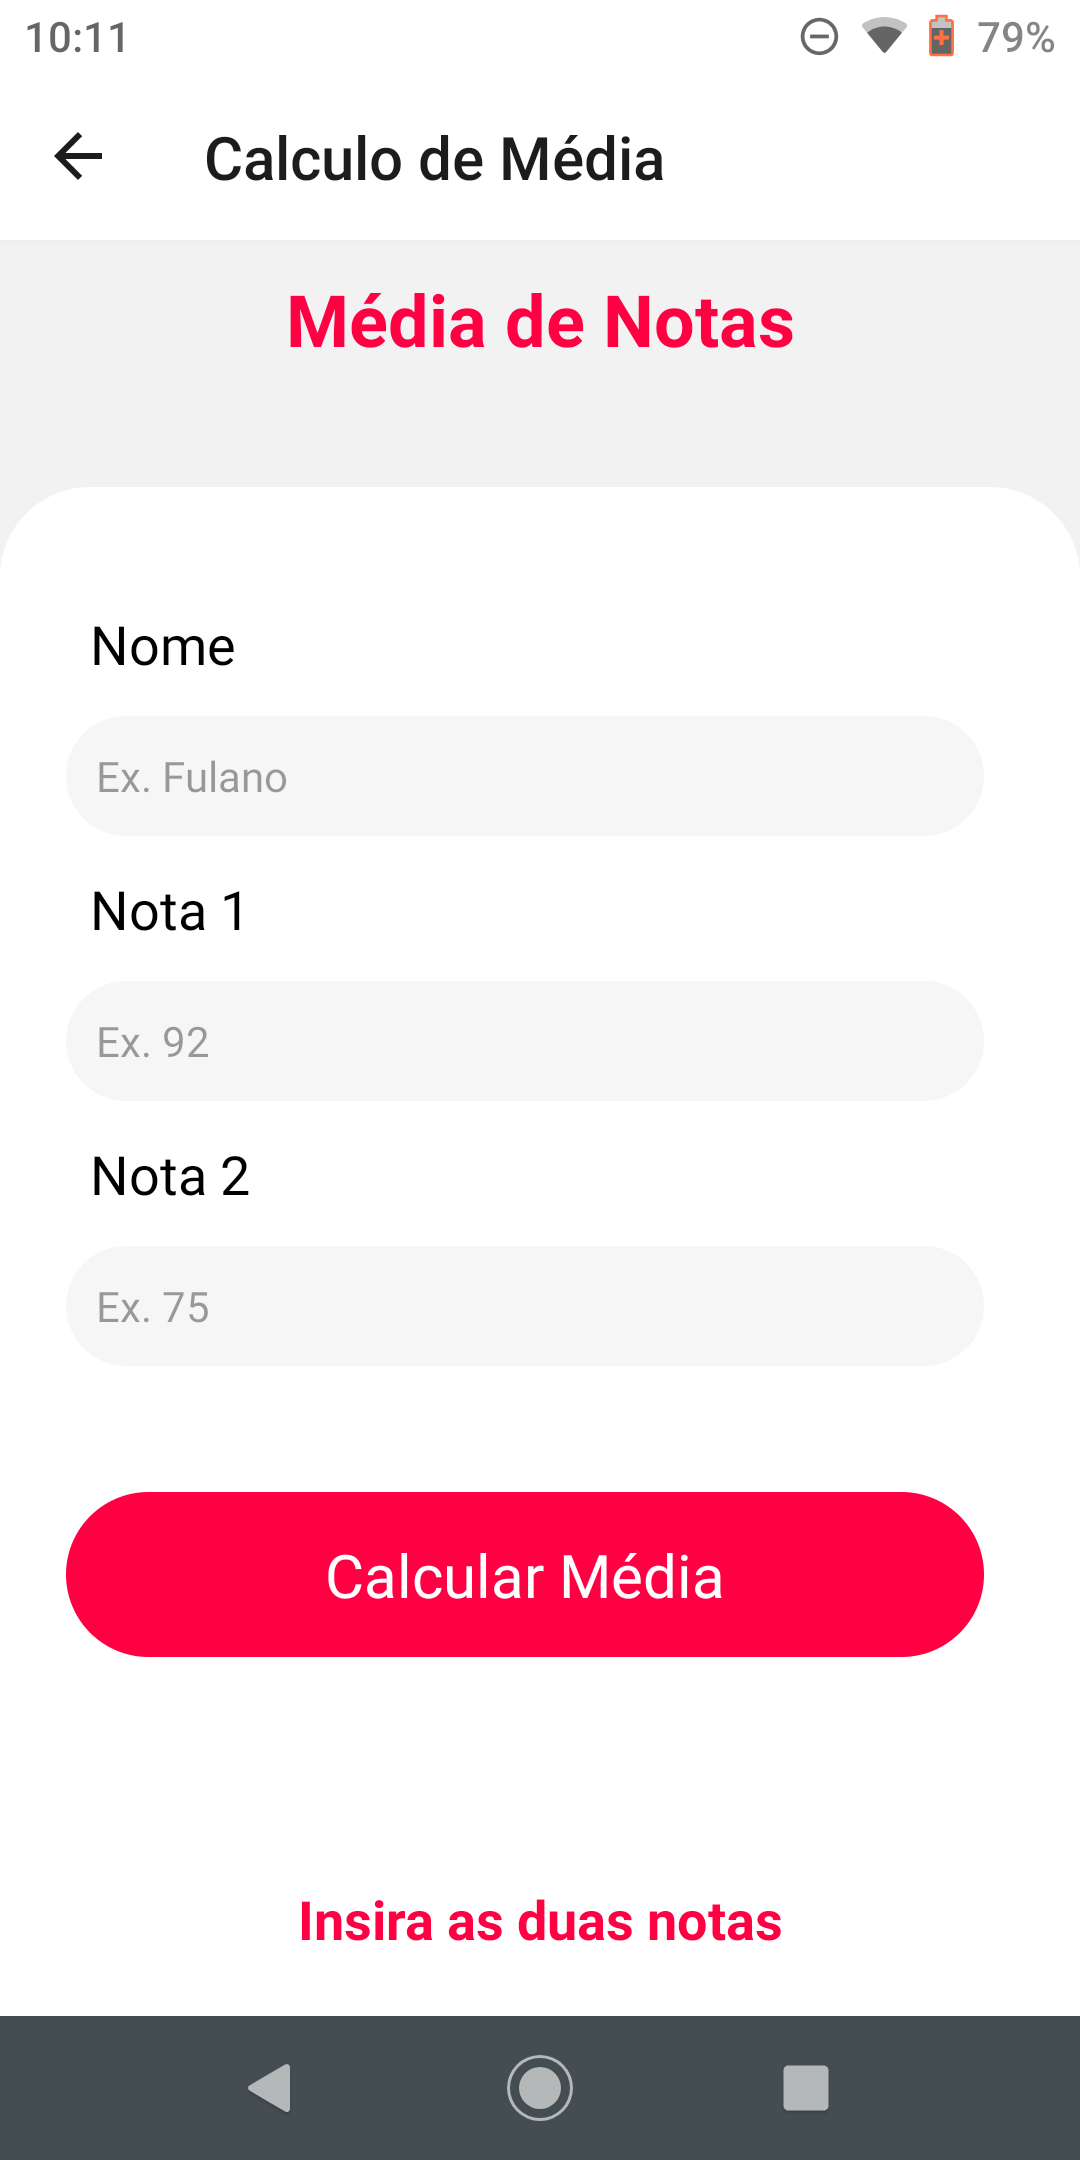 10:11 79%
Calculo de Média
Média de Notas
Nome
Ex. Fulano
Nota 1
Ex. 92
Nota 2
Ex. 75
Calcular Média
Insira as duas notas